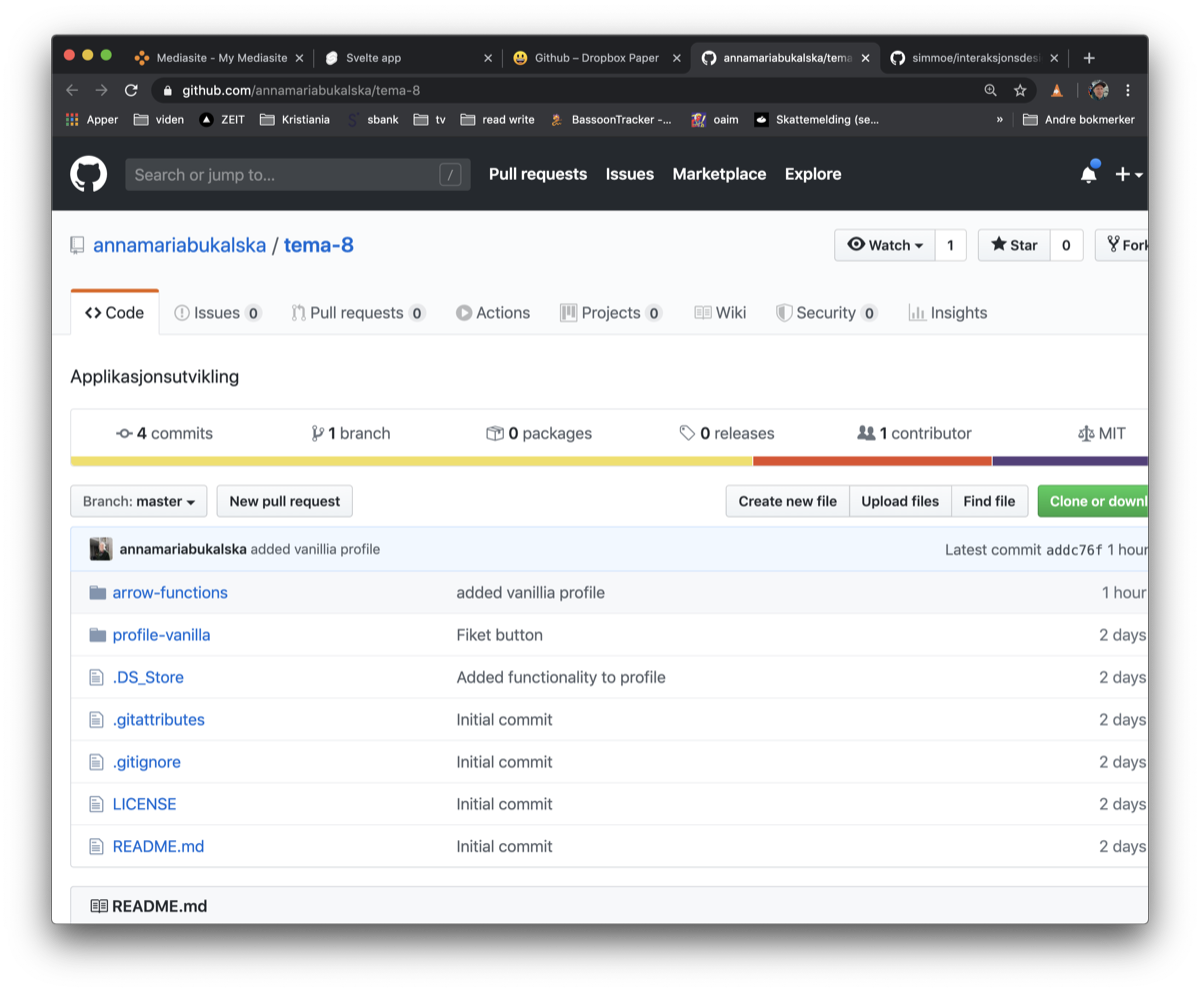 Mediasite - My Mediasite
Svelte app
Github – Dropbox Paper
annamariabukalska/tema
simmoe/interaksjonsdesi
github.com/annamariabukalska/tema-8
Apper viden ZEIT Kristiania sbank tv read write BassoonTracker -... oaim Skattemelding (se... » Andre bokmerker
Search or jump to... / Pull requests Issues Marketplace Explore
annamariabukalska / tema-8
Watch 1 Star 0 Fork
Code Issues 0 Pull requests 0 Actions Projects 0 Wiki Security 0 Insights
Applikasjonsutvikling
4 commits 1 branch 0 packages 0 releases 1 contributor MIT
Branch: master New pull request Create new file Upload files Find file Clone or downl
annamariabukalska added vanillia profile Latest commit addc76f 1 hour
arrow-functions added vanillia profile 1 hour
profile-vanilla Fiket button 2 days
.DS_Store Added functionality to profile 2 days
.gitattributes Initial commit 2 days
.gitignore Initial commit 2 days
LICENSE Initial commit 2 days
README.md Initial commit 2 days
README.md